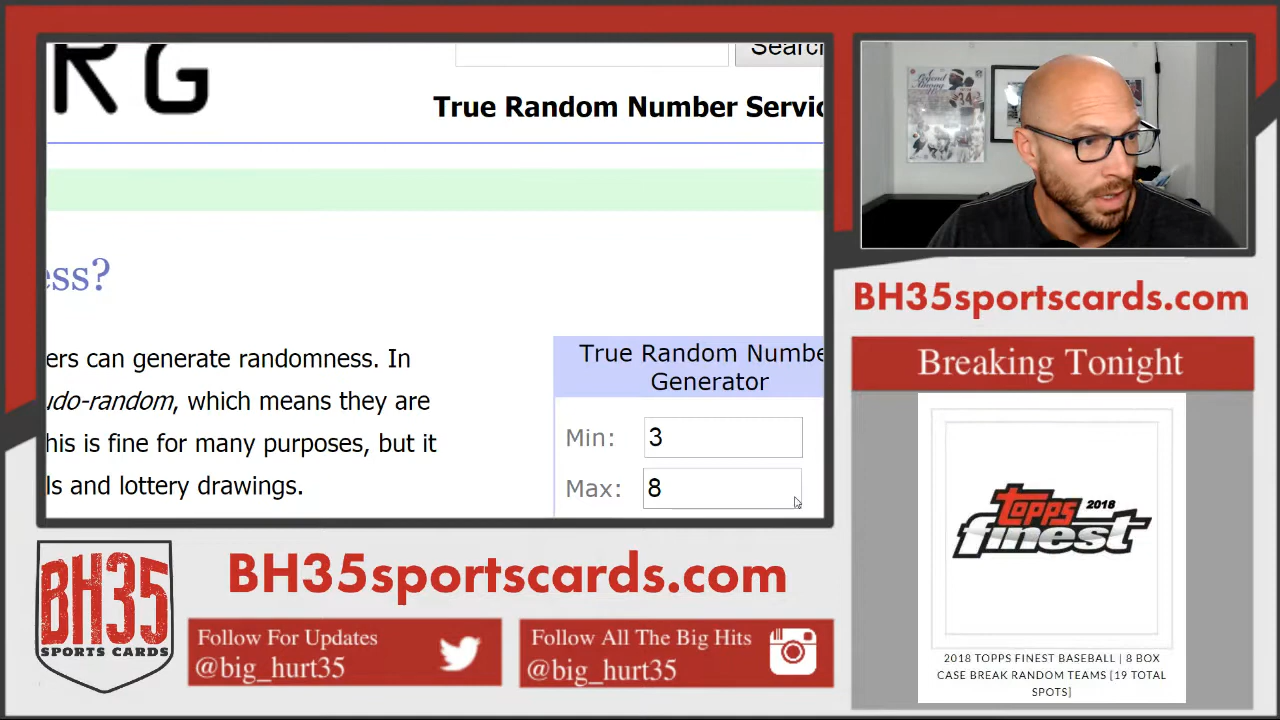 RG
Search
True Random Number Servic
ess?
ers can generate randomness. In
udo-random, which means they are
his is fine for many purposes, but it
ls and lottery drawings.
True Random Numbe
Generator
Min: 3
Max: 8
34
BH35sportscards.com
Breaking Tonight
topps 2018
finest
2018 TOPPS FINEST BASEBALL | 8 BOX
CASE BREAK RANDOM TEAMS [19 TOTAL
SPOTS]
BH35
SPORTS CARDS
BH35sportscards.com
Follow For Updates
@big_hurt35
Follow All The Big Hits
@big_hurt35